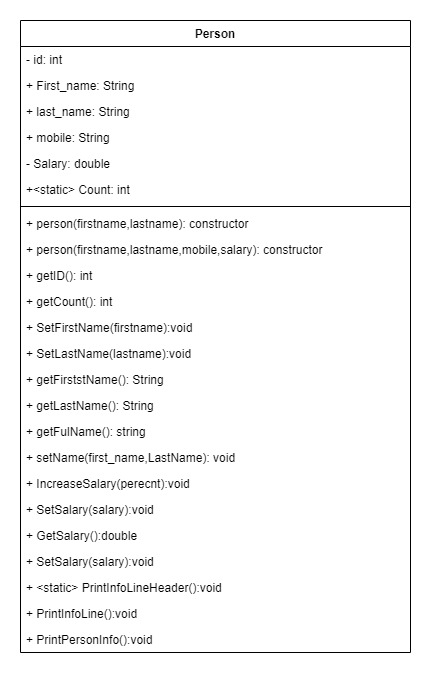 Person
- id: int
+ First_name: String
+ last_name: String
+ mobile: String
- Salary: double
+<static> Count: int
+ person(firstname,lastname): constructor
+ person(firstname,lastname,mobile,salary): constructor
+ getID(): int
+ getCount(): int
+ SetFirstName(firstname):void
+ SetLastName(lastname):void
+ getFirststName(): String
+ getLastName(): String
+ getFulName(): string
+ setName(first_name,LastName): void
+ IncreaseSalary(perecnt):void
+ SetSalary(salary):void
+ GetSalary():double
+ SetSalary(salary):void
+ <static> PrintInfoLineHeader():void
+ PrintInfoLine():void
+ PrintPersonInfo():void